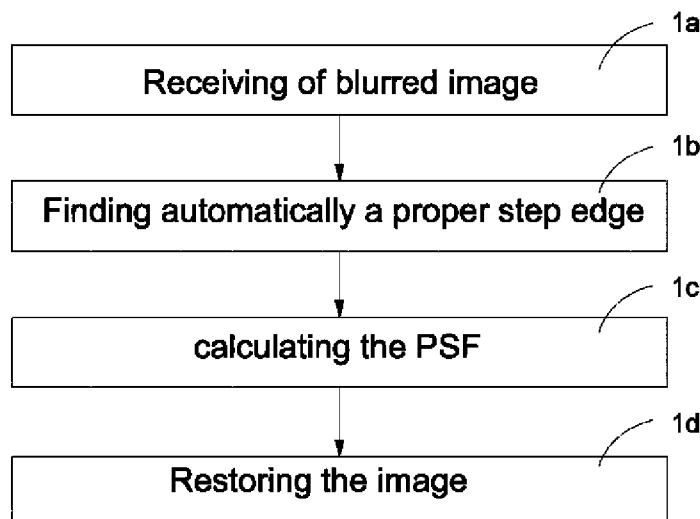 1a
Receiving of blurred image
1b
Finding automatically a proper step edge
1c
calculating the PSF
1d
Restoring the image